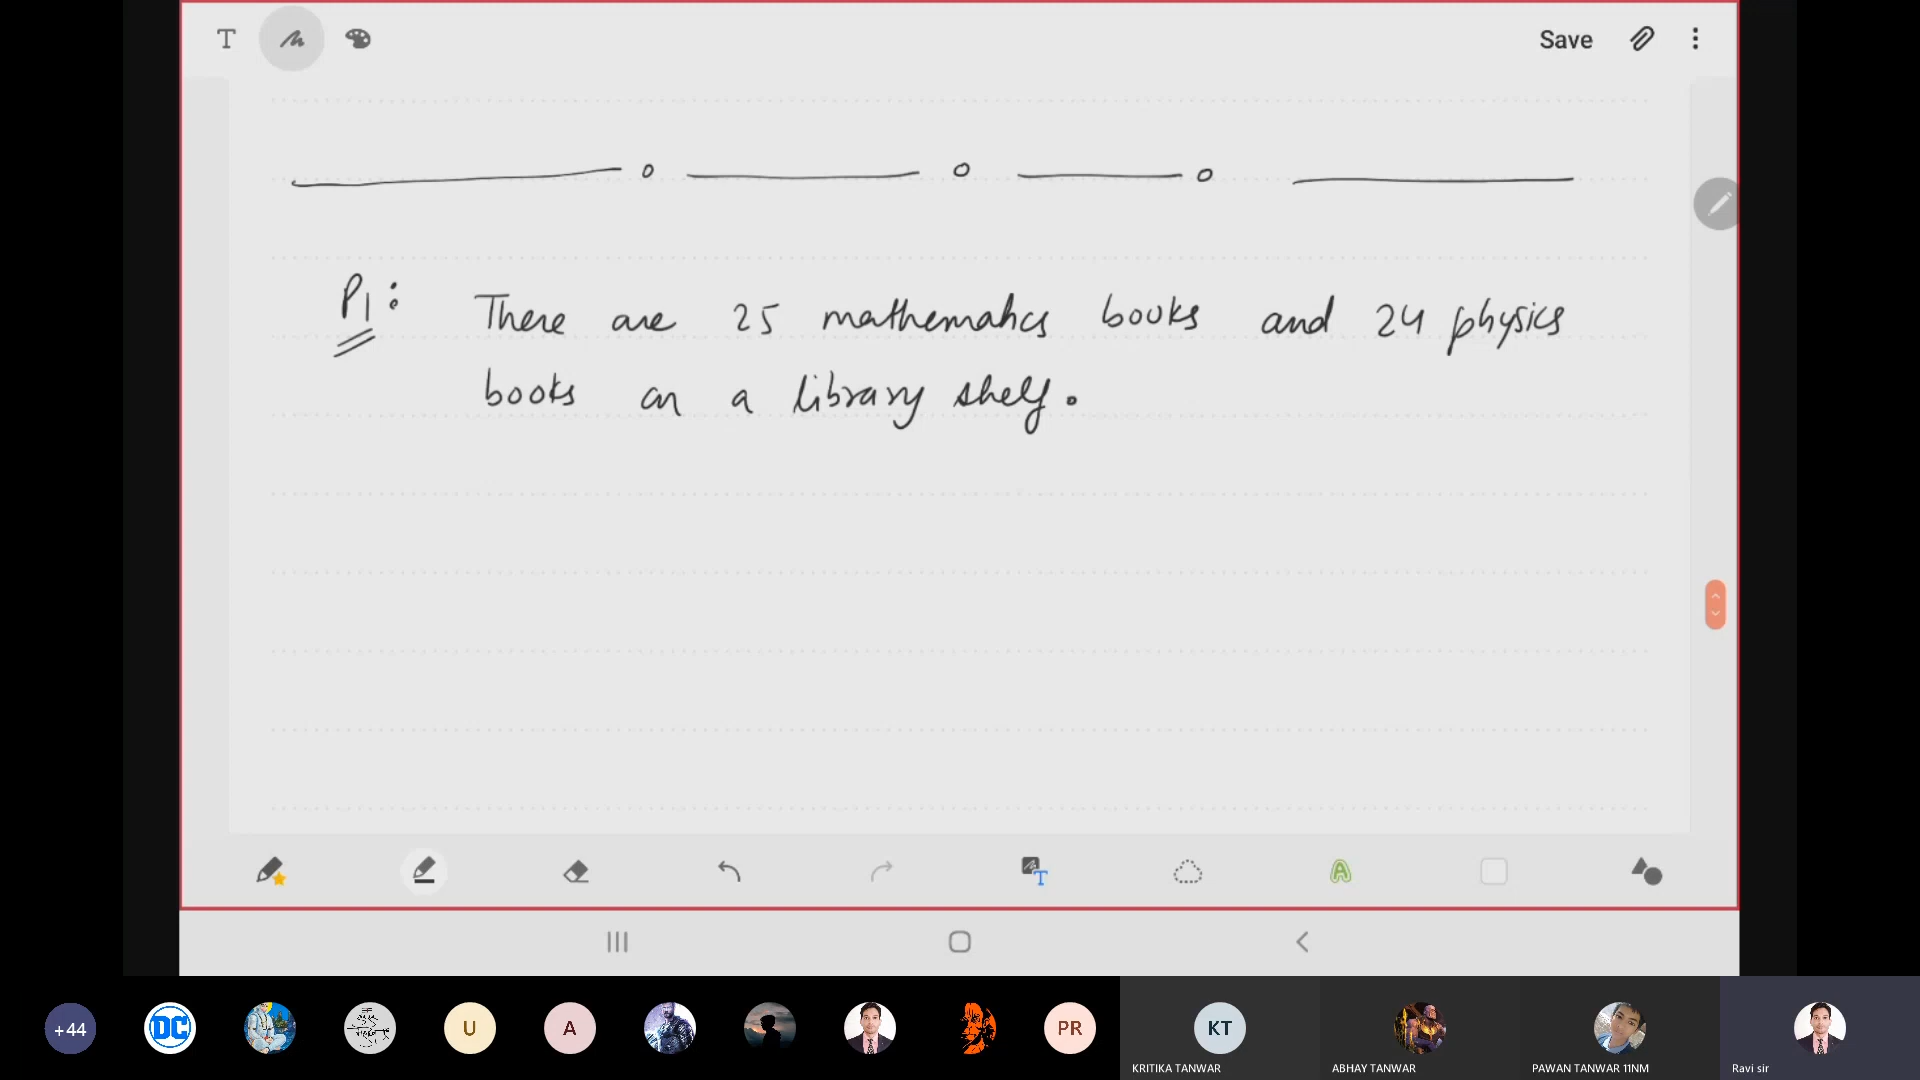 T
Save
P1: There are 25 mathematics books and 24 physics
books on a library shelf.
T
A
+44
DC
U
A
PR
KT
KRITIKA TANWAR
ABHAY TANWAR
PAWAN TANWAR 11NM
Ravi sir